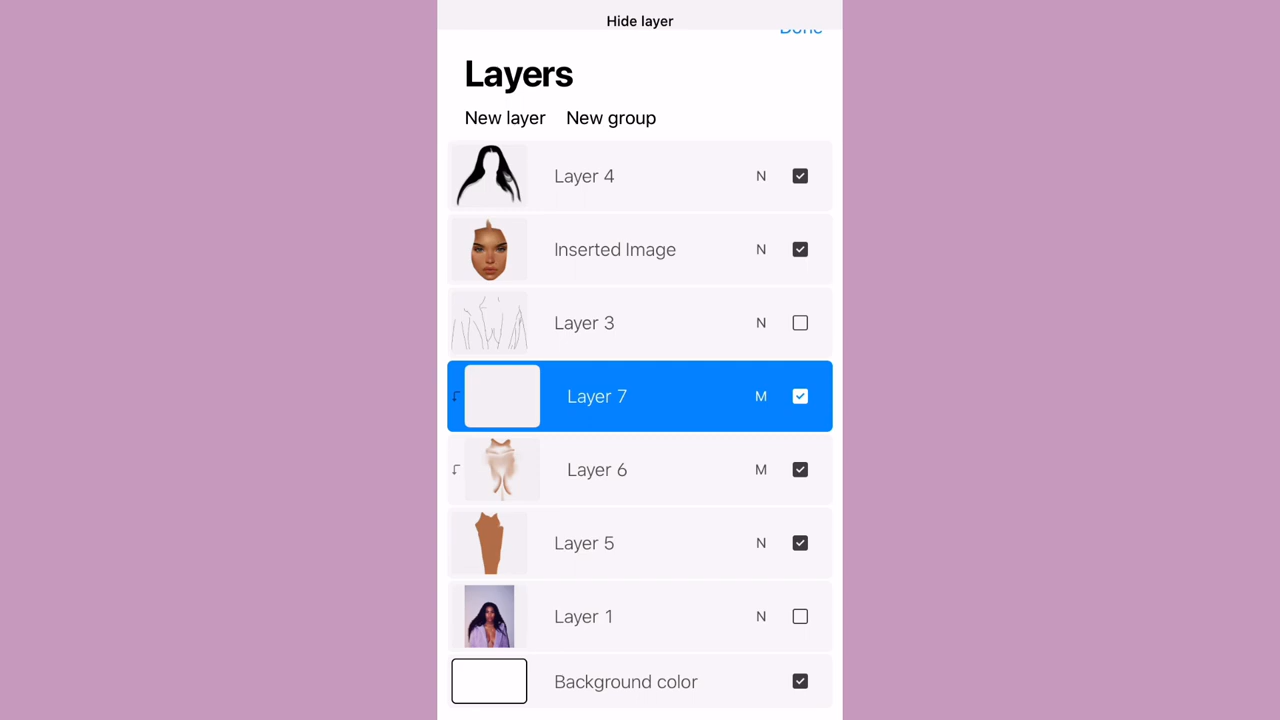 Hide layer
Done
Layers
New layer New group
Layer 4 N
Inserted Image N
Layer 3 N
Layer 7 M
Layer 6 M
Layer 5 N
Layer 1 N
Background color